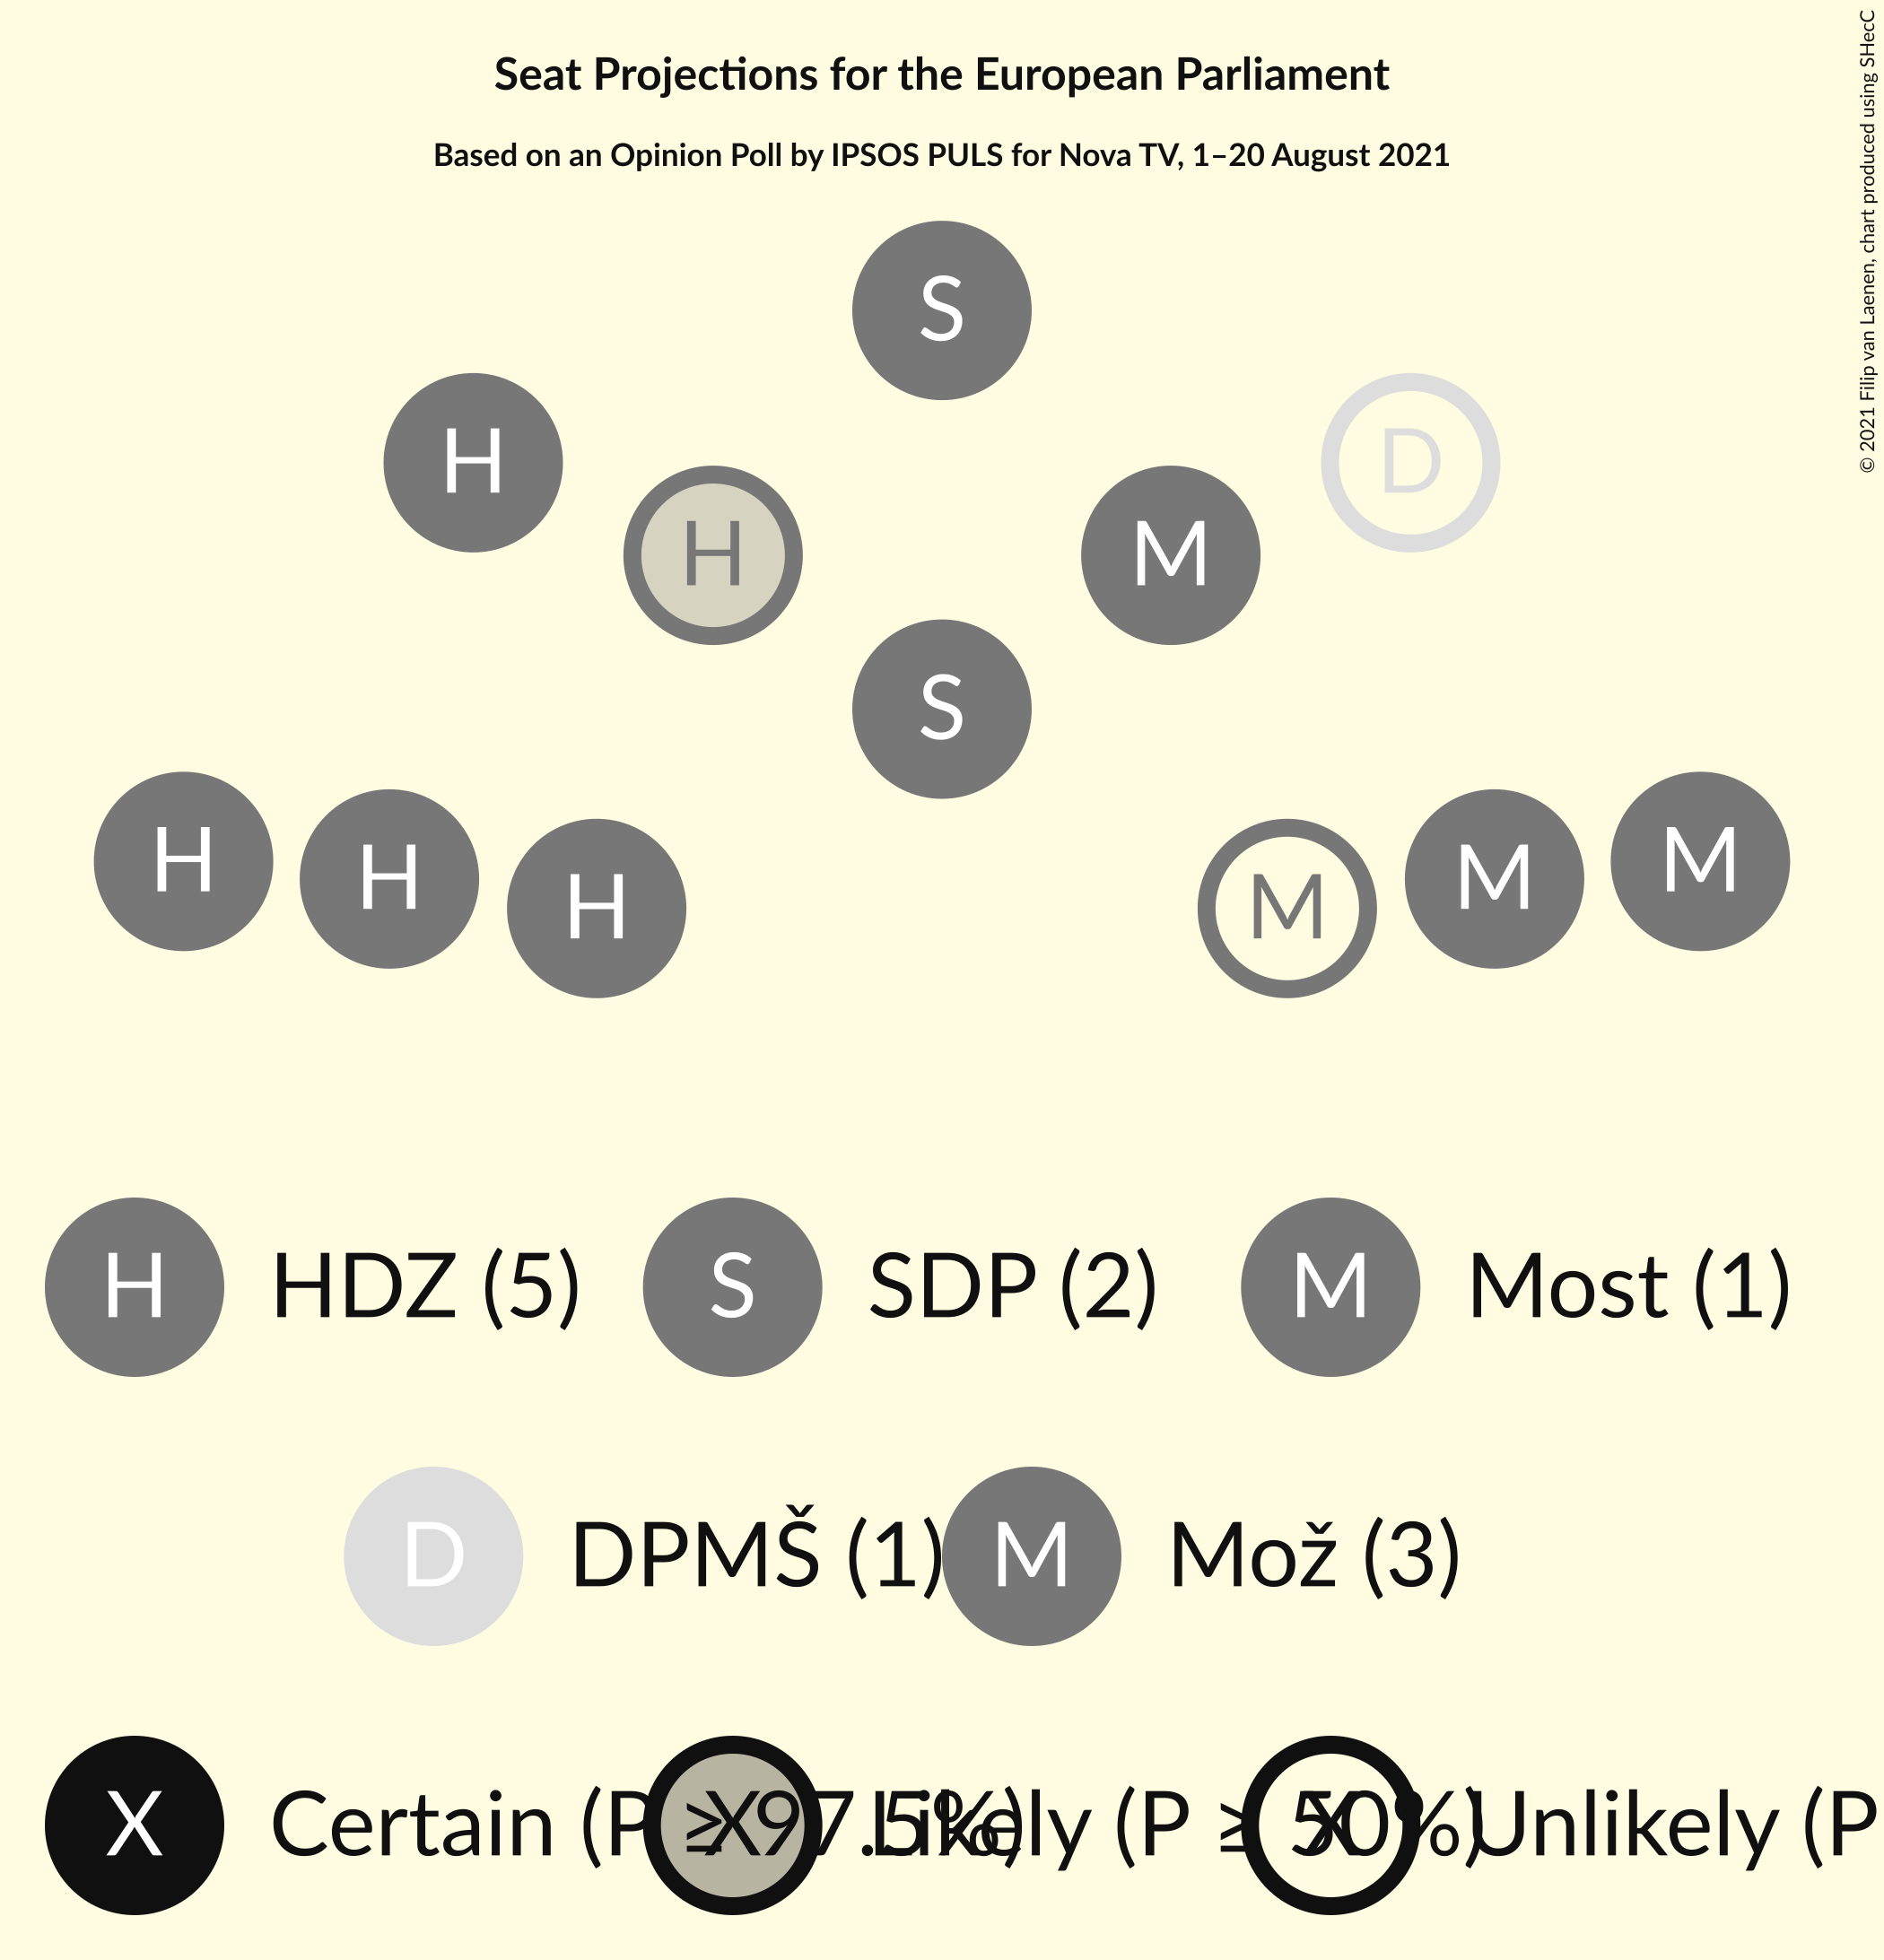 Seat Projections for the European Parliament
Based on an Opinion Poll by IPSOS PULS for Nova TV, 1–20 August 2021
© 2021 Filip van Laenen, chart produced using SHecC
S
H
D
H
M
S
H
H
M
M
H
M
H HDZ (5) S SDP (2) M Most (1)
D DPMŠ (1) M Mož (3)
X Certain (P ≥ 97.5%) X Likely (P ≥ 50%) X Unlikely (P